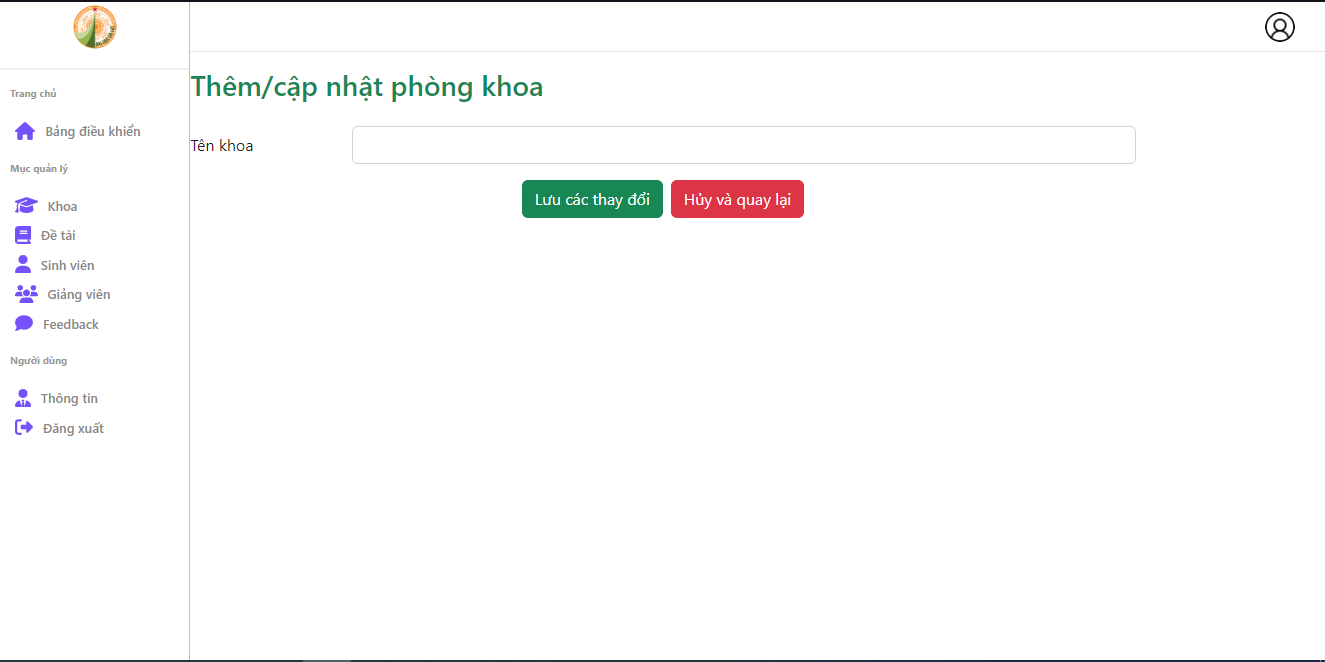 Trang chủ
Bảng điều khiển
Mục quản lý
Khoa
Đề tài
Sinh viên
Giảng viên
Feedback
Người dùng
Thông tin
Đăng xuất
Thêm/cập nhật phòng khoa
Tên khoa
Lưu các thay đổi
Hủy và quay lại